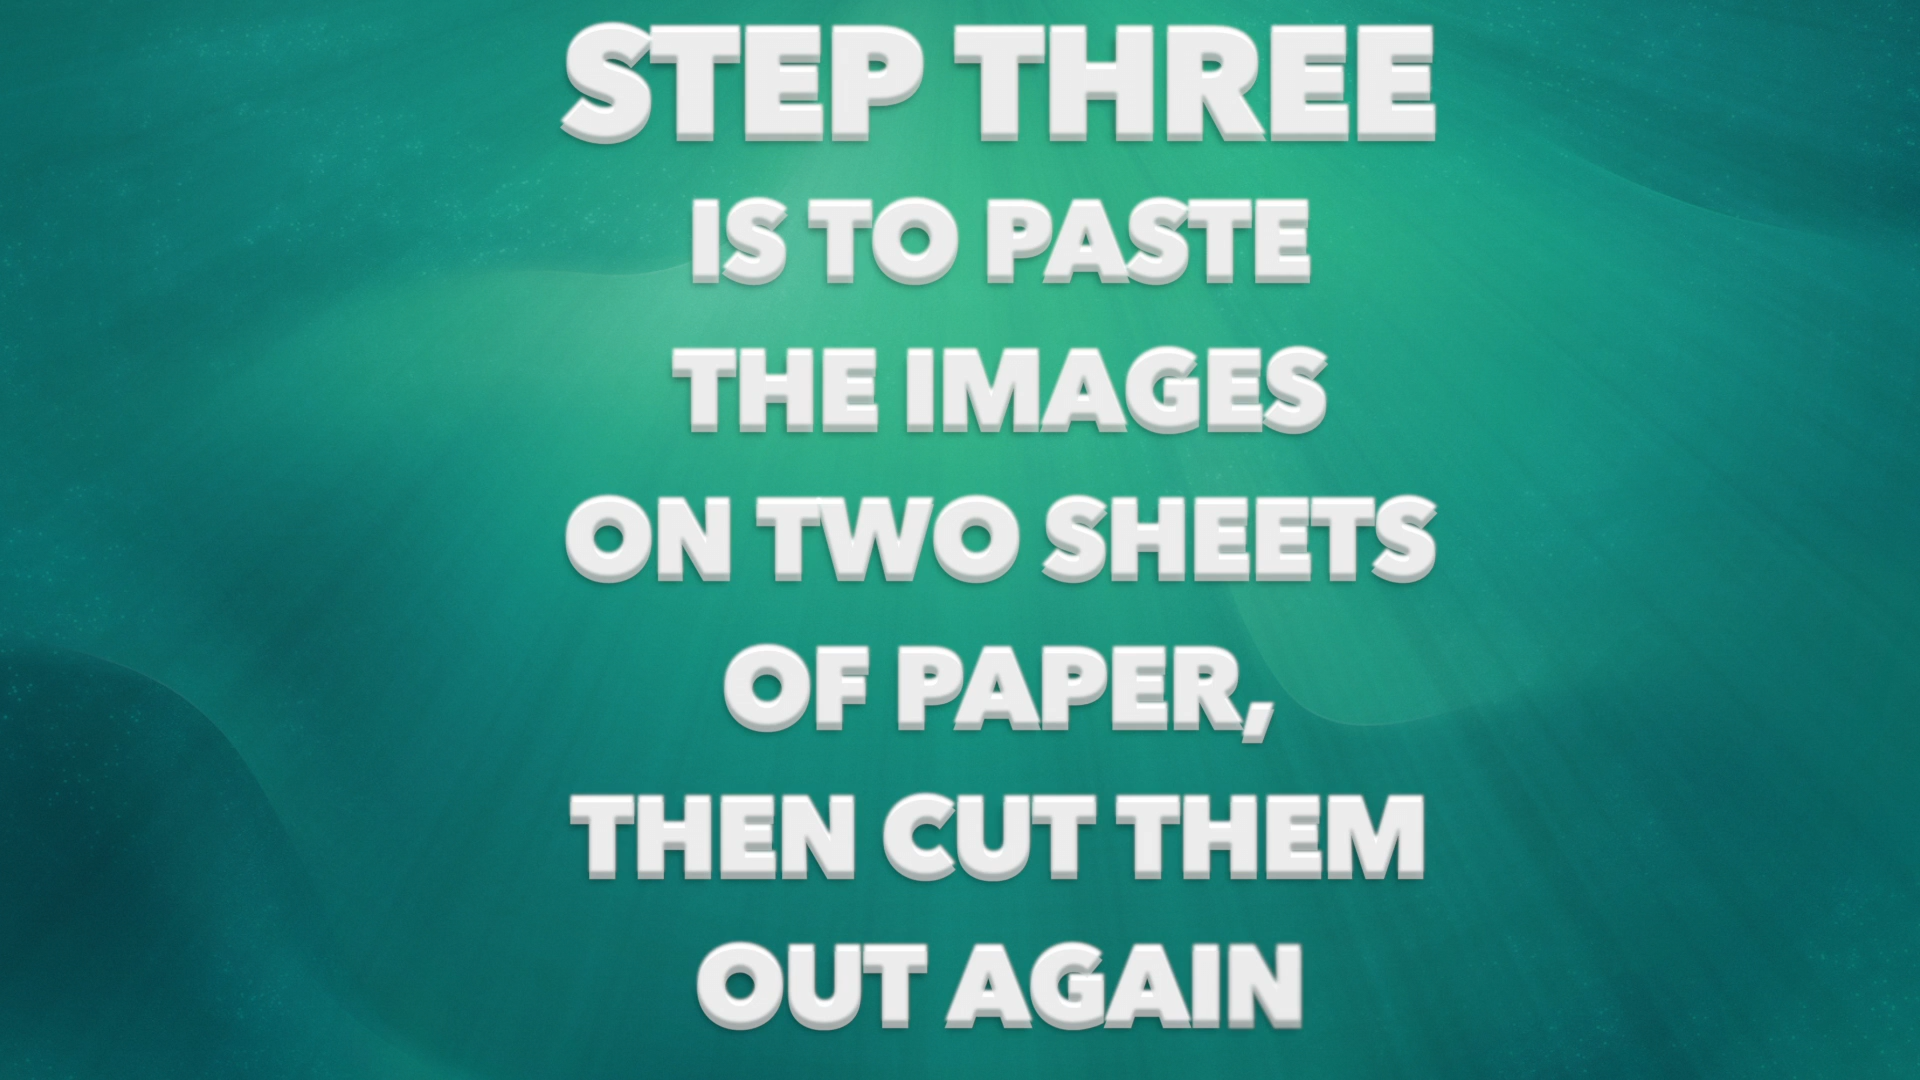 STEP THREE
IS TO PASTE
THE IMAGES
ON TWO SHEETS
OF PAPER,
THEN CUT THEM
OUT AGAIN